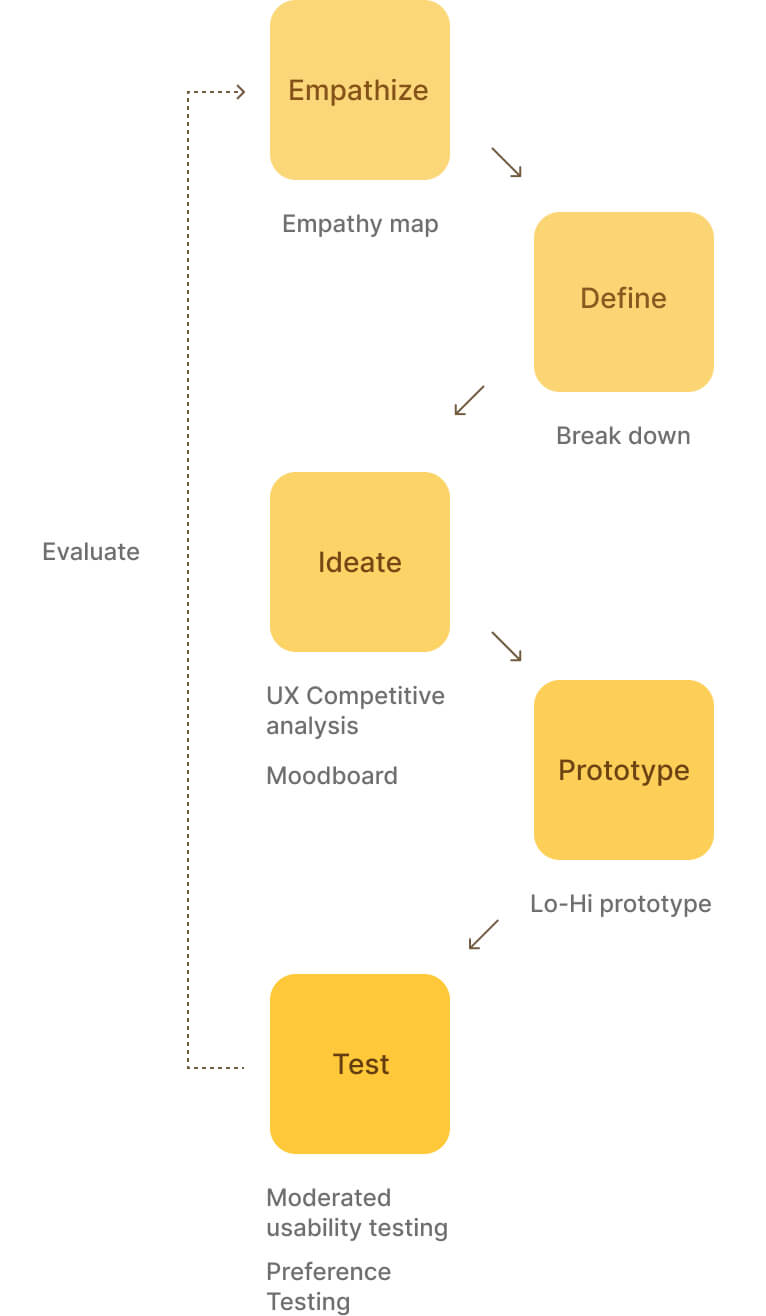 Empathize
Empathy map
Define
Break down
Evaluate
Ideate
UX Competitive
analysis
Moodboard
Prototype
Lo-Hi prototype
Test
Moderated
usability testing
Preference
Testing